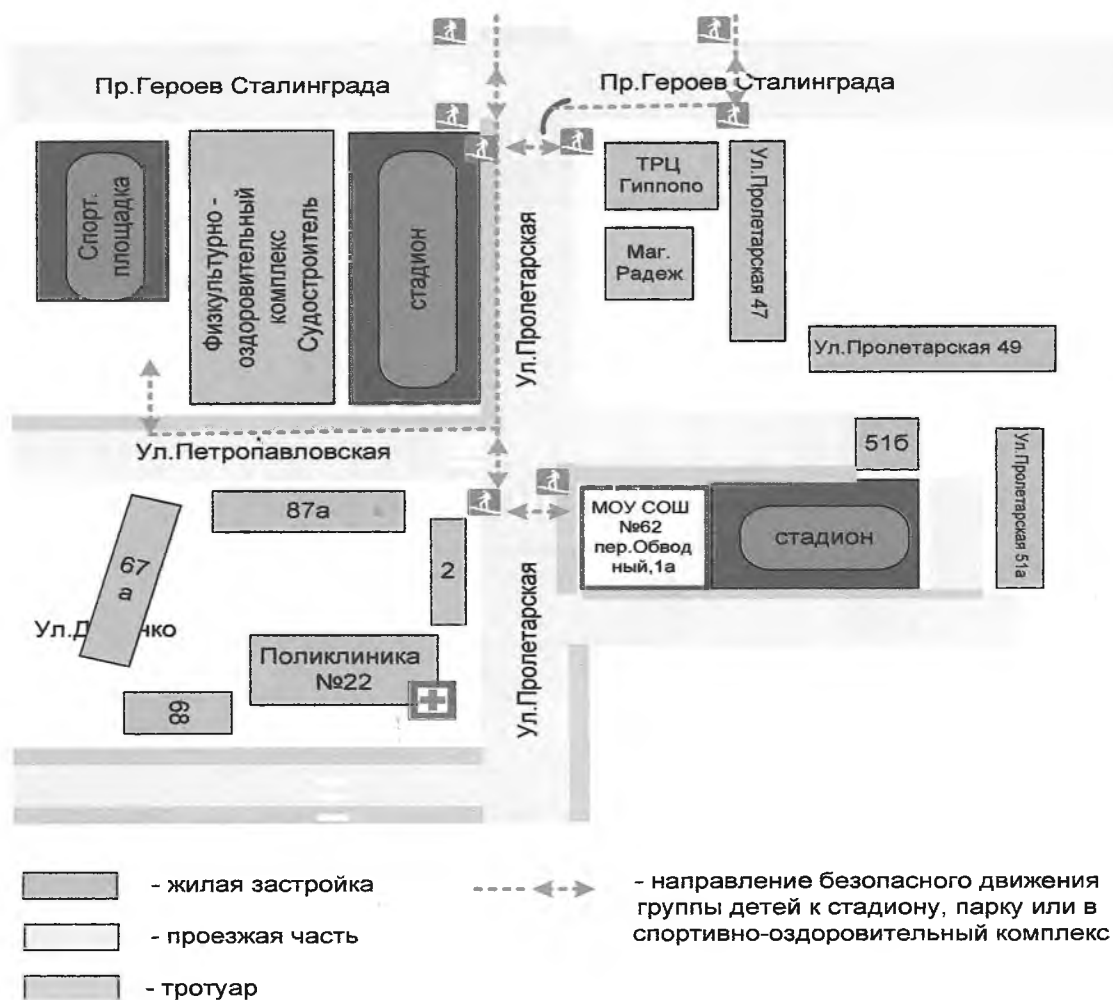 Пр.Героев Сталинграда
Пр.Героев Сталинграда
Спорт.
площадка
Физкультурно -
оздоровительный
комплекс
Судостроитель
стадион
Ул.Пролетарская
ТРЦ
Гиппопо
Маг.
Радеж
Ул.Пролетарская 47
Ул.Пролетарская 49
Ул.Петропавловская
51б
Ул.Пролетарская 51а
87а
МОУ СОШ
№62
пер.Обвод
ный,1а
стадион
67
а
2
Ул.Пролетарская
Поликлиника
№22
89
- жилая застройка
- проезжая часть
- тротуар
- направление безопасного движения
группы детей к стадиону, парку или в
спортивно-оздоровительный комплекс